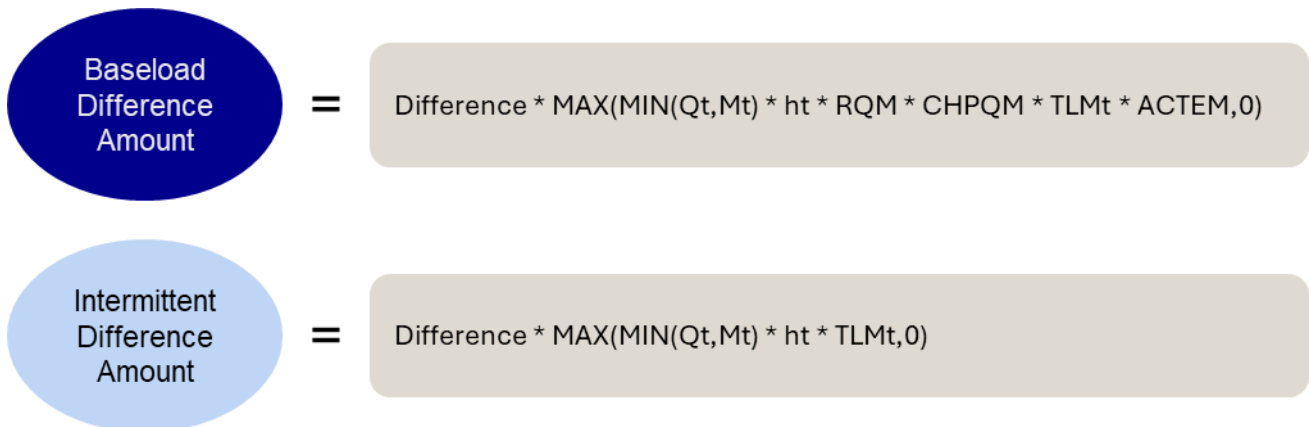 Baseload
Difference
Amount
=
Difference * MAX(MIN(Qt,Mt) * ht * RQM * CHPQM * TLMt * ACTEM,0)
Intermittent
Difference
Amount
=
Difference * MAX(MIN(Qt,Mt) * ht * TLMt,0)